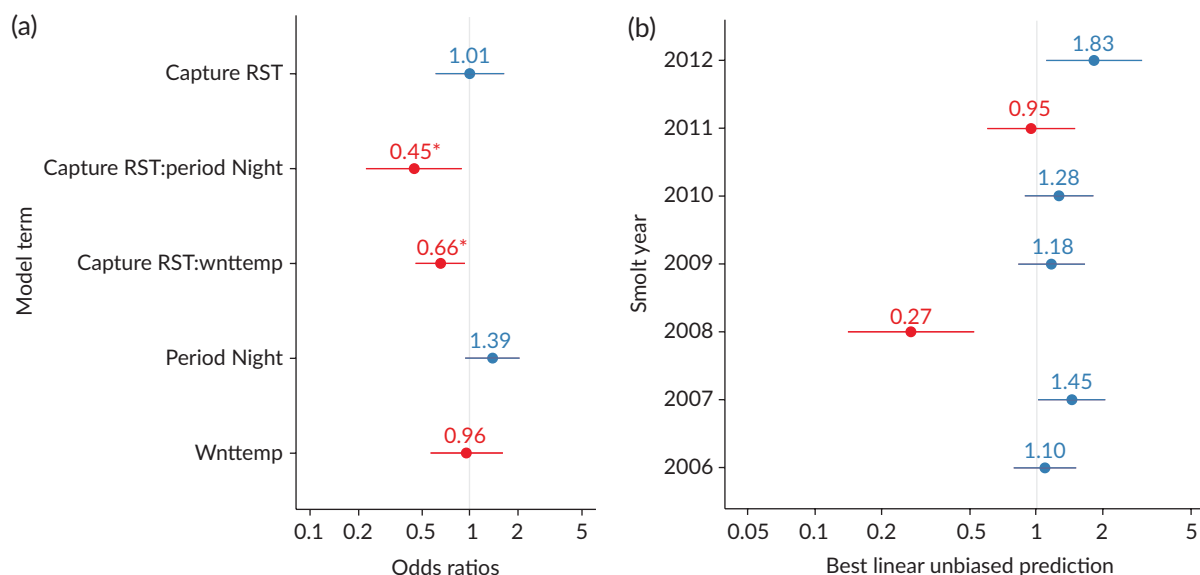 (a)
Model term
Capture RST
1.01
Capture RST:period Night
0.45*
Capture RST:wnttemp
0.66*
Period Night
1.39
Wnttemp
0.96
0.1 0.2 0.5 1 2 5
Odds ratios
(b)
Smolt year
2012
1.83
2011
0.95
2010
1.28
2009
1.18
2008
0.27
2007
1.45
2006
1.10
0.05 0.1 0.2 0.5 1 2 5
Best linear unbiased prediction